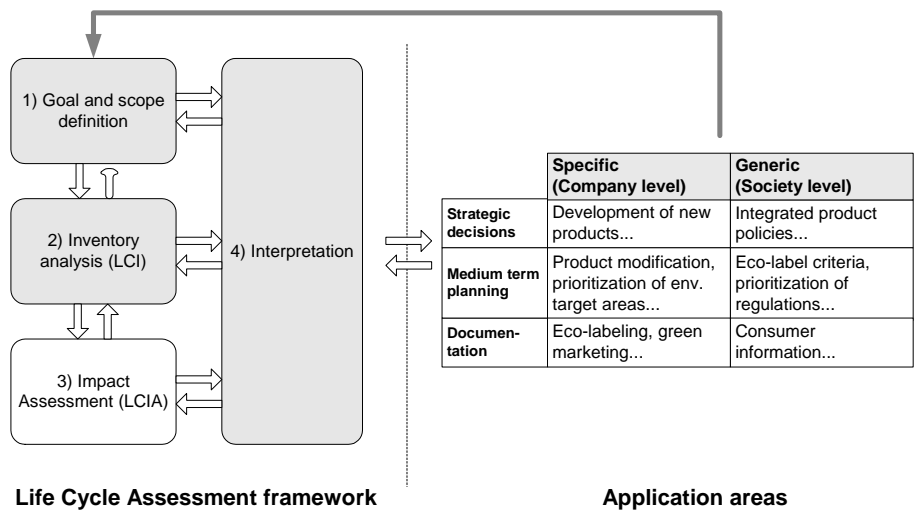 1) Goal and scope
definition
2) Inventory
analysis (LCI)
3) Impact
Assessment (LCIA)
4) Interpretation
Specific
(Company level)
Generic
(Society level)
Strategic
decisions
Development of new
products...
Integrated product
policies...
Medium term
planning
Product modification,
prioritization of env.
target areas...
Eco-label criteria,
prioritization of
regulations...
Documen-
tation
Eco-labeling, green
marketing...
Consumer
information...
Life Cycle Assessment framework
Application areas